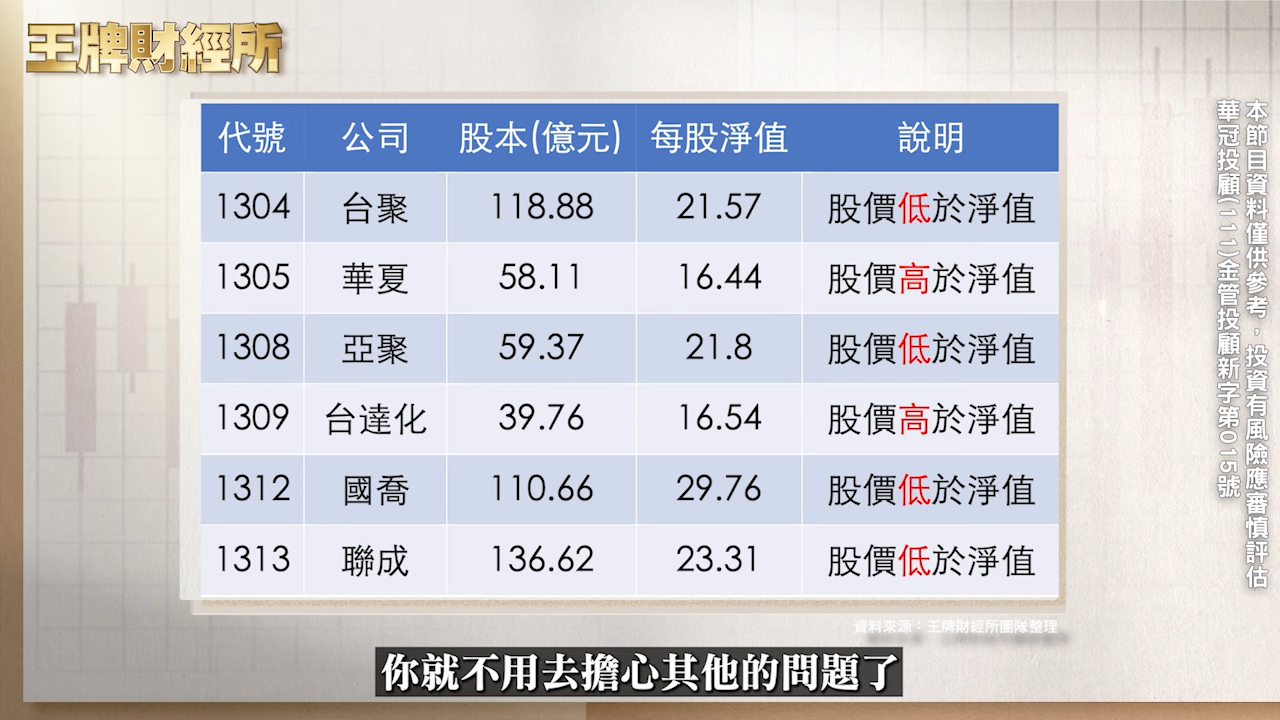 王牌財經所
代號 公司 股本(億元) 每股淨值 說明
1304 台聚 118.88 21.57 股價低於淨值
1305 華夏 58.11 16.44 股價高於淨值
1308 亞聚 59.37 21.8 股價低於淨值
1309 台達化 39.76 16.54 股價高於淨值
1312 國喬 110.66 29.76 股價低於淨值
1313 聯成 136.62 23.31 股價低於淨值
資料來源：王牌財經所團隊整理
你就不用去擔心其他的問題了
本節目資料僅供參考，投資有風險應審慎評估
華冠投顧(111)金管投顧新字第015號